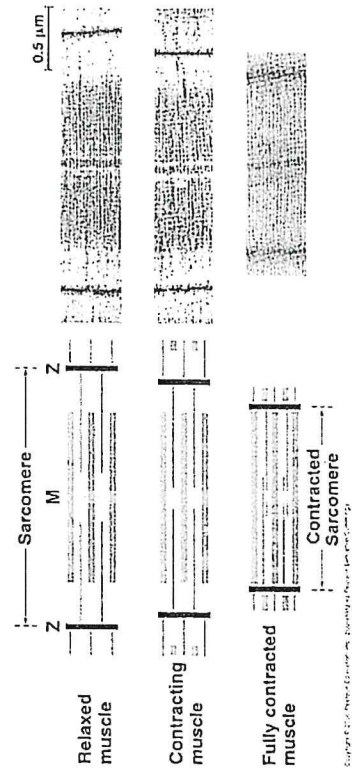 0.5 μm
Sarcomere
Z M Z
Relaxed
muscle
Contracting
muscle
Fully contracted
muscle
Contracted
Sarcomere